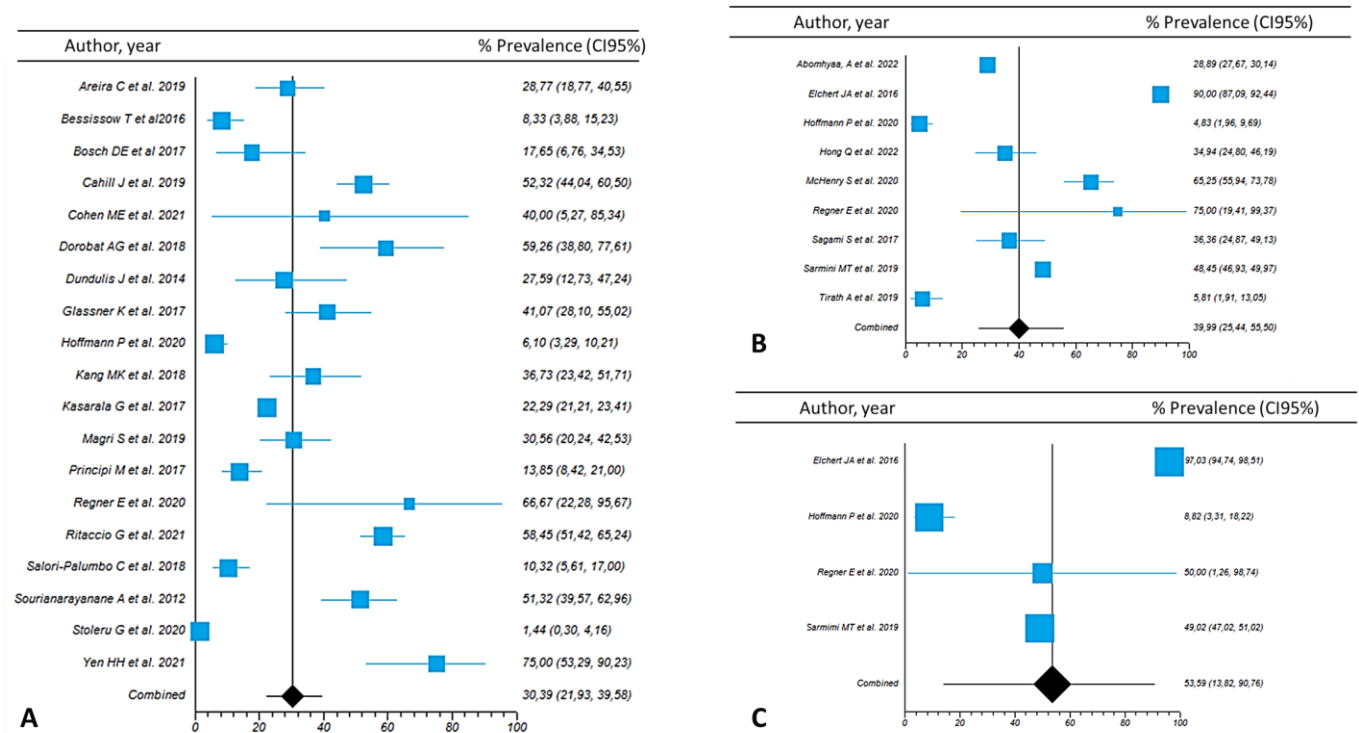 Author, year % Prevalence (CI95%)
Areira C et al. 2019 28,77 (18,77, 40,55)
Bessissow T et al2016 8,33 (3,88, 15,23)
Bosch DE et al 2017 17,65 (6,76, 34,53)
Cahill J et al. 2019 52,32 (44,04, 60,50)
Cohen ME et al. 2021 40,00 (5,27, 85,34)
Dorobat AG et al. 2018 59,26 (38,80, 77,61)
Dundulis J et al. 2014 27,59 (12,73, 47,24)
Glassner K et al. 2017 41,07 (28,10, 55,02)
Hoffmann P et al. 2020 6,10 (3,29, 10,21)
Kang MK et al. 2018 36,73 (23,42, 51,71)
Kasarala G et al. 2017 22,29 (21,21, 23,41)
Magri S et al. 2019 30,56 (20,24, 42,53)
Principi M et al. 2017 13,85 (8,42, 21,00)
Regner E et al. 2020 66,67 (22,28, 95,67)
Ritaccio G et al. 2021 58,45 (51,42, 65,24)
Salori-Palumbo C et al. 2018 10,32 (5,61, 17,00)
Sourianarayanane A et al. 2012 51,32 (39,57, 62,96)
Stoleru G et al. 2020 1,44 (0,30, 4,16)
Yen HH et al. 2021 75,00 (53,29, 90,23)
Combined 30,39 (21,93, 39,58)
0 20 40 60 80 100
A
Author, year % Prevalence (CI95%)
Abomhyaa, A et al. 2022 28,89 (27,67, 30,14)
Elchert JA et al. 2016 90,00 (87,09, 92,44)
Hoffmann P et al. 2020 4,83 (1,96, 9,69)
Hong Q et al. 2022 34,94 (24,80, 46,19)
McHenry S et al. 2020 65,25 (55,94, 73,78)
Regner E et al. 2020 75,00 (19,41, 99,37)
Sagami S et al. 2017 36,36 (24,87, 49,13)
Sarmini MT et al. 2019 48,45 (46,93, 49,97)
Tirath A et al. 2019 5,81 (1,91, 13,05)
Combined 39,99 (25,44, 55,50)
0 20 40 60 80 100
B
Author, year % Prevalence (CI95%)
Elchert JA et al. 2016 97,03 (94,74, 98,51)
Hoffmann P et al. 2020 8,82 (3,31, 18,22)
Regner E et al. 2020 50,00 (1,26, 98,74)
Sarmimi MT et al. 2019 49,02 (47,02, 51,02)
Combined 53,59 (13,82, 90,76)
0 20 40 60 80 100
C